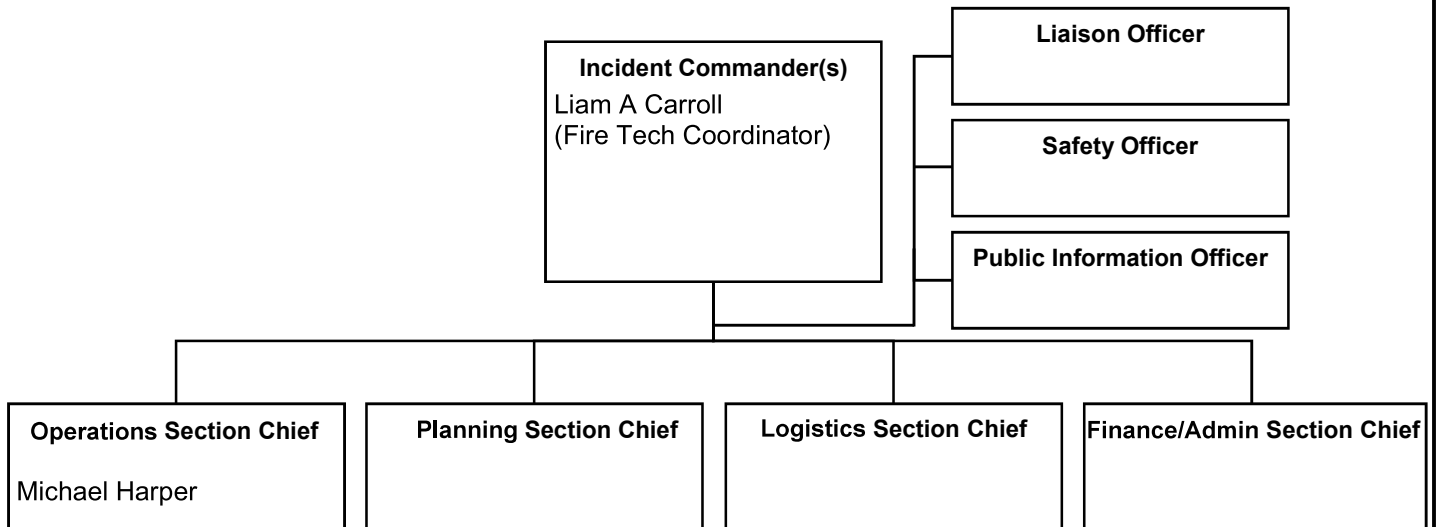 Liaison Officer
Incident Commander(s)
Liam A Carroll
(Fire Tech Coordinator)
Safety Officer
Public Information Officer
Operations Section Chief
Michael Harper
Planning Section Chief
Logistics Section Chief
Finance/Admin Section Chief